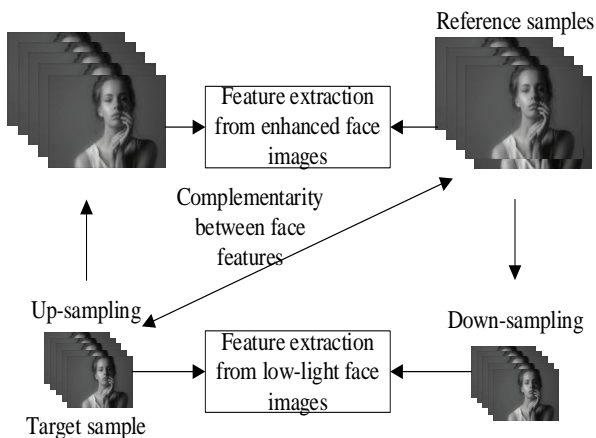 Reference samples
Feature extraction
from enhanced face
images
Complementarity
between face
features
Up-sampling
Down-sampling
Feature extraction
from low-light face
images
Target sample